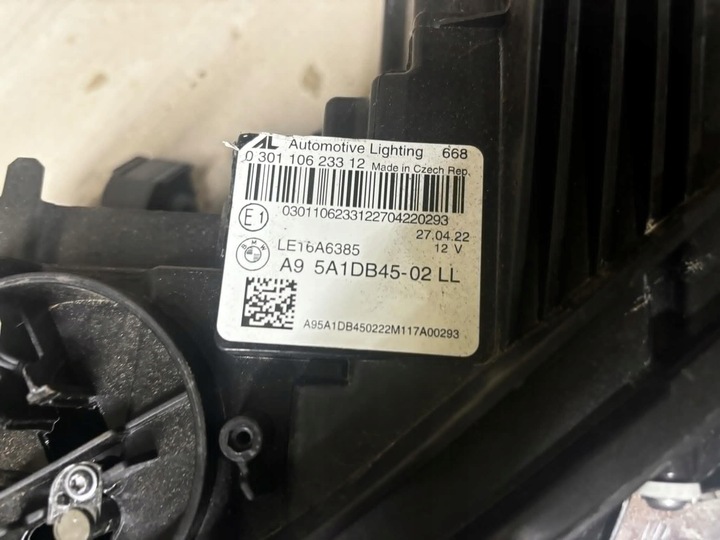 AL Automotive Lighting 668
0 301 106 233 12 Made in Czech Rep.
0301106233122704220293
E1
27.04.22
LE16A6385 12 V
BMW
A9 5A1DB45-02 LL
A95A1DB450222M117A00293